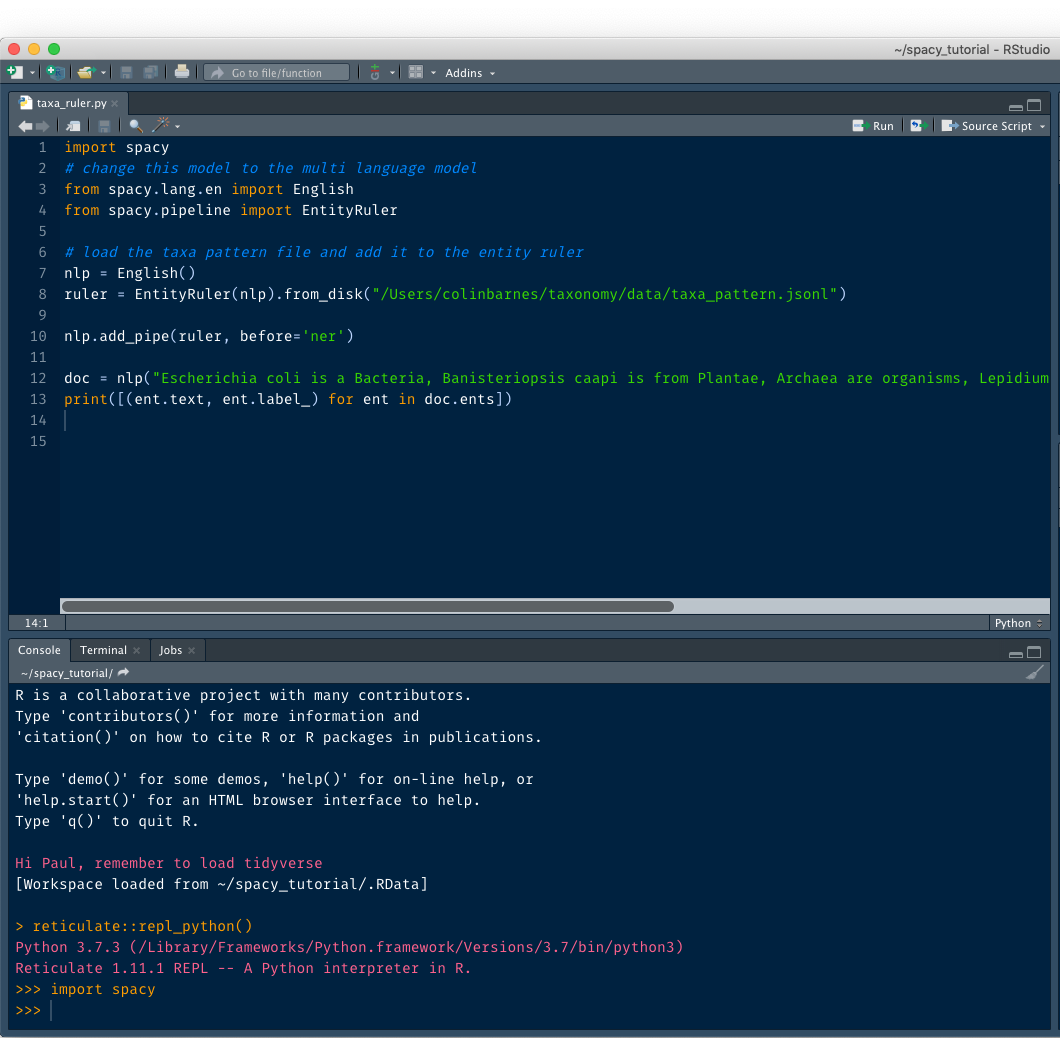 ~/spacy_tutorial - RStudio
Go to file/function
Addins
taxa_ruler.py
Run
Source Script
1 import spacy
2 # change this model to the multi language model
3 from spacy.lang.en import English
4 from spacy.pipeline import EntityRuler
5
6 # load the taxa pattern file and add it to the entity ruler
7 nlp = English()
8 ruler = EntityRuler(nlp).from_disk("/Users/colinbarnes/taxonomy/data/taxa_pattern.jsonl")
9
10 nlp.add_pipe(ruler, before='ner')
11
12 doc = nlp("Escherichia coli is a Bacteria, Banisteriopsis caapi is from Plantae, Archaea are organisms, Lepidium
13 print([(ent.text, ent.label_) for ent in doc.ents])
14
15
14:1
Python
Console Terminal Jobs
~/spacy_tutorial/
R is a collaborative project with many contributors.
Type 'contributors()' for more information and
'citation()' on how to cite R or R packages in publications.
Type 'demo()' for some demos, 'help()' for on-line help, or
'help.start()' for an HTML browser interface to help.
Type 'q()' to quit R.
Hi Paul, remember to load tidyverse
[Workspace loaded from ~/spacy_tutorial/.RData]
> reticulate::repl_python()
Python 3.7.3 (/Library/Frameworks/Python.framework/Versions/3.7/bin/python3)
Reticulate 1.11.1 REPL -- A Python interpreter in R.
>>> import spacy
>>>